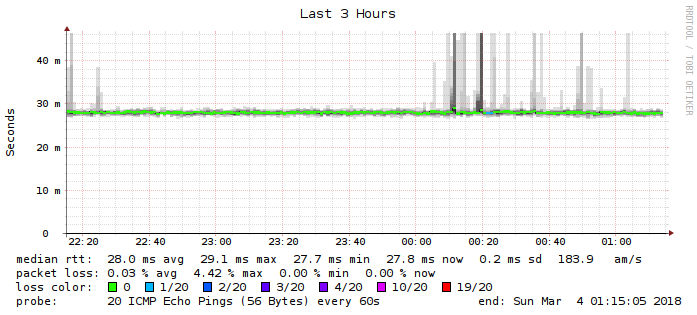 Last 3 Hours
RRDTOOL / TOBI OETIKER
Seconds
40 m
30 m
20 m
10 m
0
22:20 22:40 23:00 23:20 23:40 00:00 00:20 00:40 01:00
median rtt: 28.0 ms avg 29.1 ms max 27.7 ms min 27.8 ms now 0.2 ms sd 183.9 am/s
packet loss: 0.03 % avg 4.42 % max 0.00 % min 0.00 % now
loss color: 0 1/20 2/20 3/20 4/20 10/20 19/20
probe: 20 ICMP Echo Pings (56 Bytes) every 60s end: Sun Mar 4 01:15:05 2018